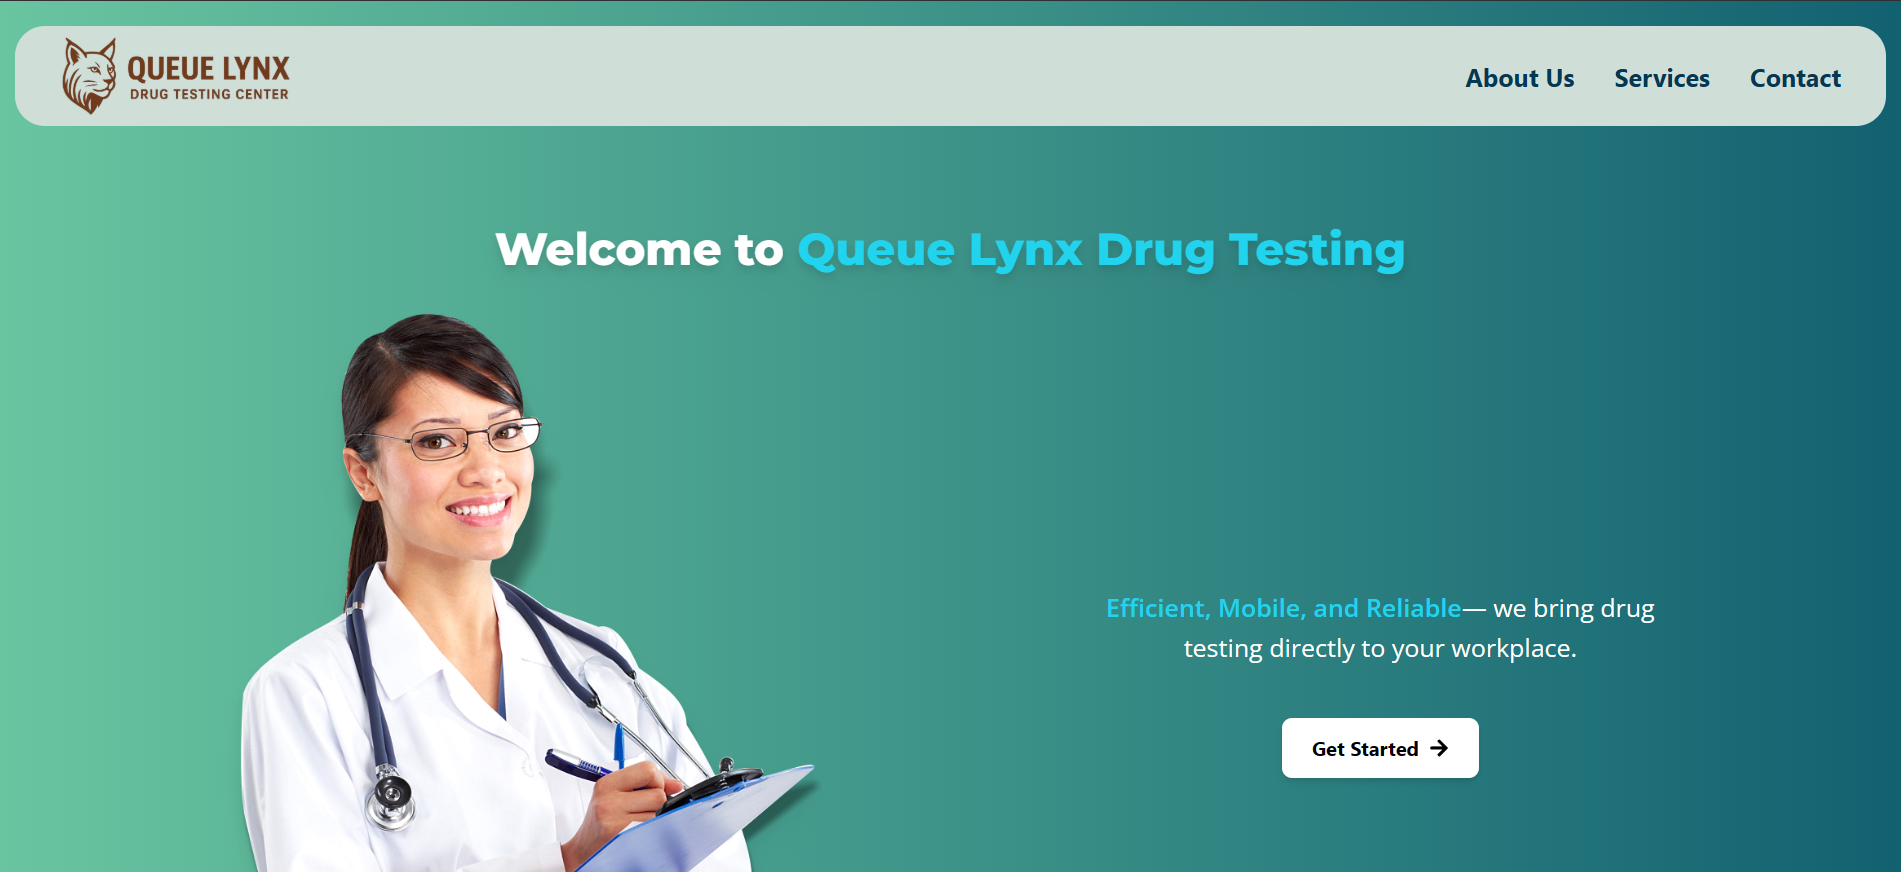 QUEUE LYNX
DRUG TESTING CENTER
About Us Services Contact
Welcome to Queue Lynx Drug Testing
Efficient, Mobile, and Reliable— we bring drug
testing directly to your workplace.
Get Started →